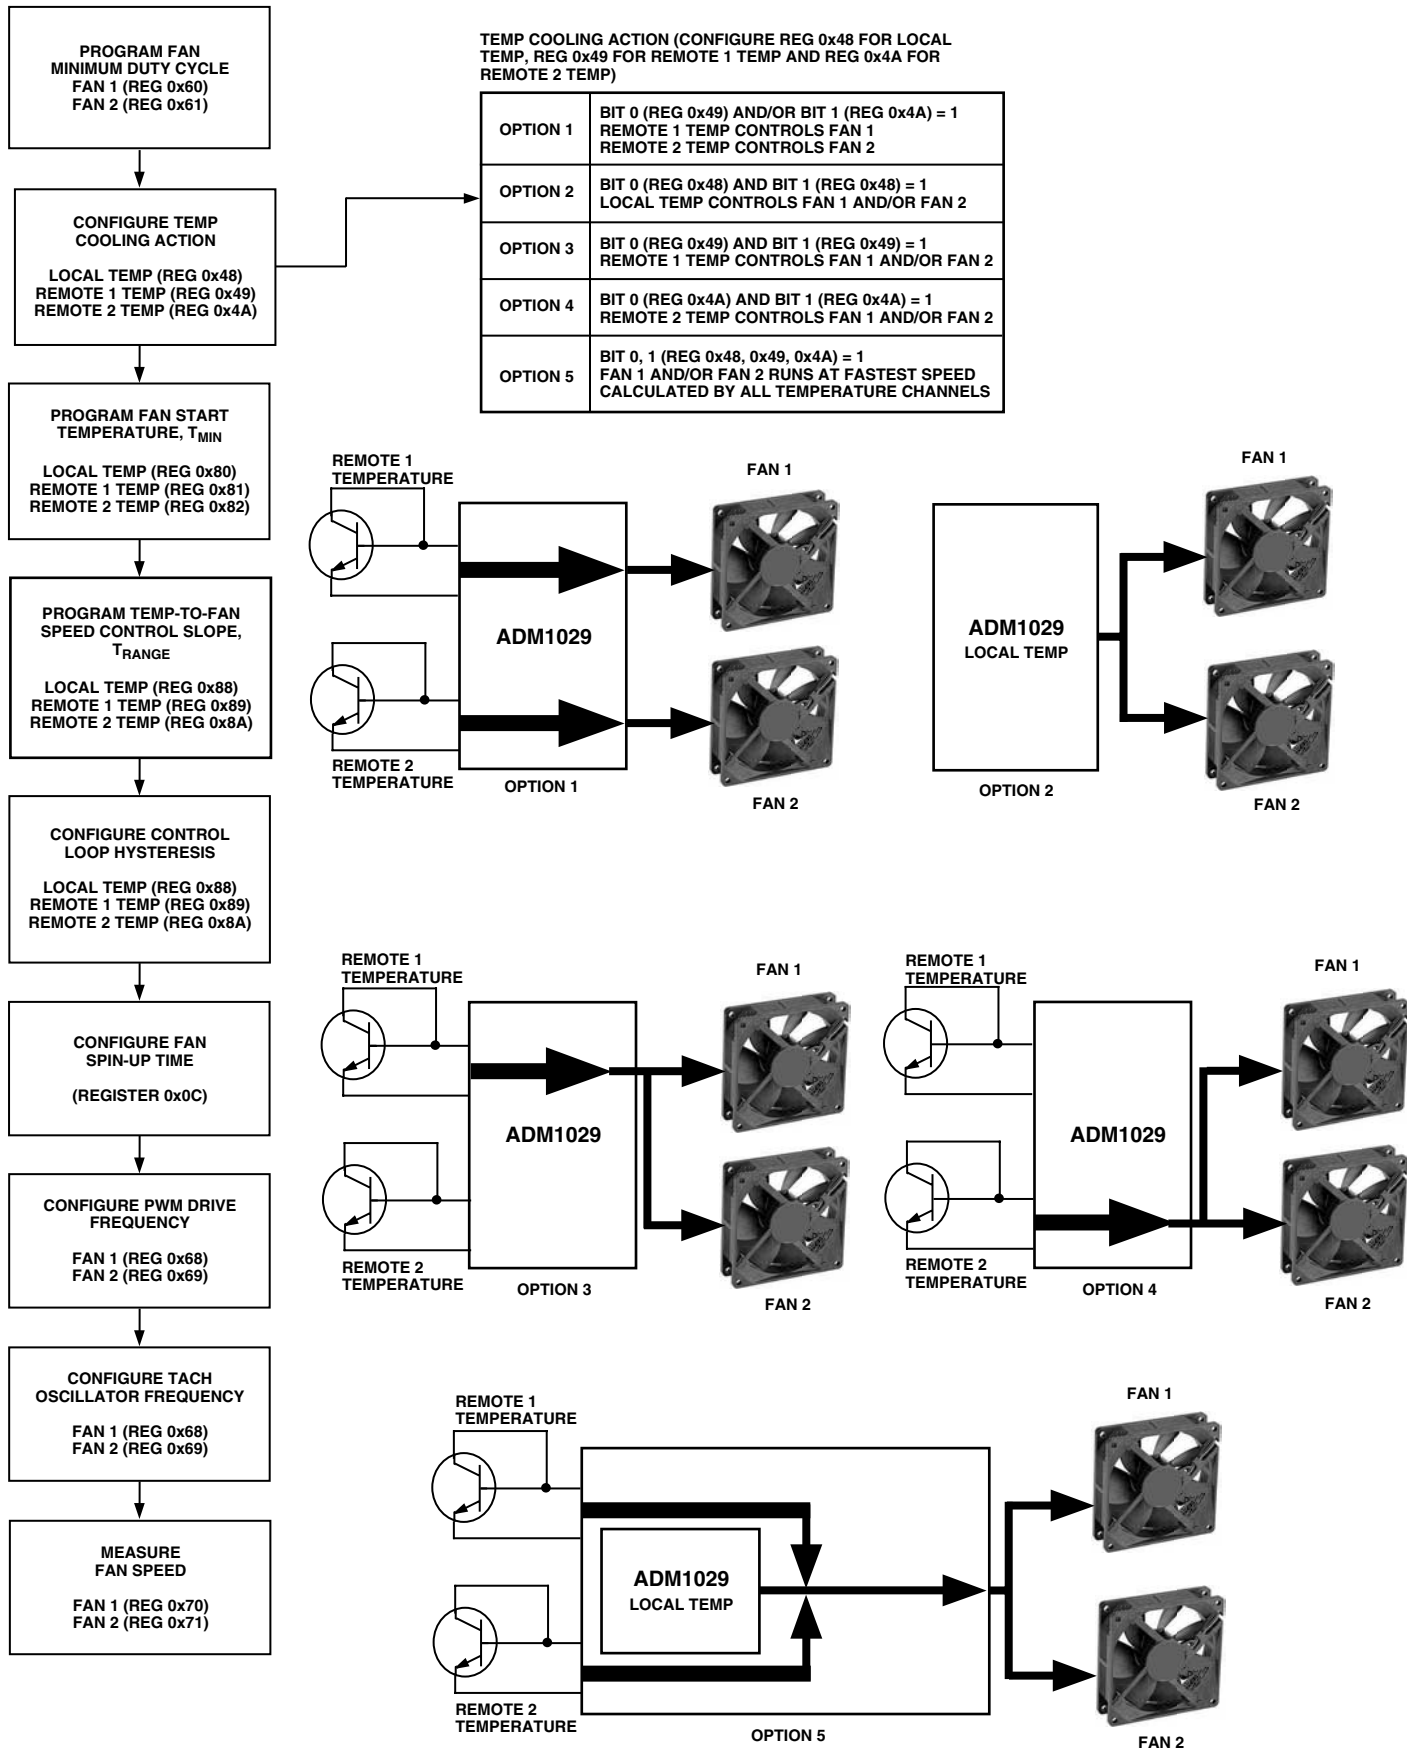 PROGRAM FAN
MINIMUM DUTY CYCLE
FAN 1 (REG 0x60)
FAN 2 (REG 0x61)
CONFIGURE TEMP
COOLING ACTION
LOCAL TEMP (REG 0x48)
REMOTE 1 TEMP (REG 0x49)
REMOTE 2 TEMP (REG 0x4A)
PROGRAM FAN START
TEMPERATURE, TMIN
LOCAL TEMP (REG 0x80)
REMOTE 1 TEMP (REG 0x81)
REMOTE 2 TEMP (REG 0x82)
PROGRAM TEMP-TO-FAN
SPEED CONTROL SLOPE,
TRANGE
LOCAL TEMP (REG 0x88)
REMOTE 1 TEMP (REG 0x89)
REMOTE 2 TEMP (REG 0x8A)
CONFIGURE CONTROL
LOOP HYSTERESIS
LOCAL TEMP (REG 0x88)
REMOTE 1 TEMP (REG 0x89)
REMOTE 2 TEMP (REG 0x8A)
CONFIGURE FAN
SPIN-UP TIME
(REGISTER 0x0C)
CONFIGURE PWM DRIVE
FREQUENCY
FAN 1 (REG 0x68)
FAN 2 (REG 0x69)
CONFIGURE TACH
OSCILLATOR FREQUENCY
FAN 1 (REG 0x68)
FAN 2 (REG 0x69)
MEASURE
FAN SPEED
FAN 1 (REG 0x70)
FAN 2 (REG 0x71)
TEMP COOLING ACTION (CONFIGURE REG 0x48 FOR LOCAL
TEMP, REG 0x49 FOR REMOTE 1 TEMP AND REG 0x4A FOR
REMOTE 2 TEMP)
OPTION 1
BIT 0 (REG 0x49) AND/OR BIT 1 (REG 0x4A) = 1
REMOTE 1 TEMP CONTROLS FAN 1
REMOTE 2 TEMP CONTROLS FAN 2
OPTION 2
BIT 0 (REG 0x48) AND BIT 1 (REG 0x48) = 1
LOCAL TEMP CONTROLS FAN 1 AND/OR FAN 2
OPTION 3
BIT 0 (REG 0x49) AND BIT 1 (REG 0x49) = 1
REMOTE 1 TEMP CONTROLS FAN 1 AND/OR FAN 2
OPTION 4
BIT 0 (REG 0x4A) AND BIT 1 (REG 0x4A) = 1
REMOTE 2 TEMP CONTROLS FAN 1 AND/OR FAN 2
OPTION 5
BIT 0, 1 (REG 0x48, 0x49, 0x4A) = 1
FAN 1 AND/OR FAN 2 RUNS AT FASTEST SPEED
CALCULATED BY ALL TEMPERATURE CHANNELS
REMOTE 1
TEMPERATURE
FAN 1
ADM1029
REMOTE 2
TEMPERATURE
OPTION 1
FAN 2
FAN 1
ADM1029
LOCAL TEMP
OPTION 2
FAN 2
REMOTE 1
TEMPERATURE
FAN 1
ADM1029
REMOTE 2
TEMPERATURE
OPTION 3
FAN 2
REMOTE 1
TEMPERATURE
FAN 1
ADM1029
REMOTE 2
TEMPERATURE
OPTION 4
FAN 2
REMOTE 1
TEMPERATURE
FAN 1
ADM1029
LOCAL TEMP
REMOTE 2
TEMPERATURE
OPTION 5
FAN 2